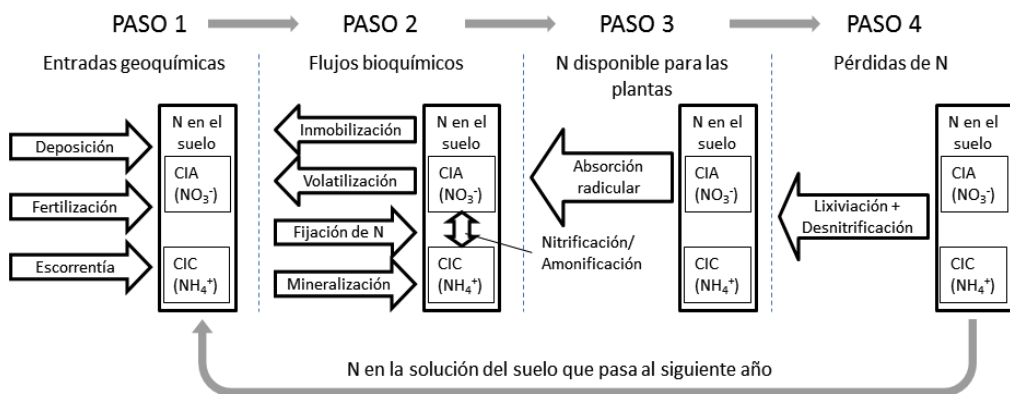 PASO 1
PASO 2
PASO 3
PASO 4
Entradas geoquímicas
Flujos bioquímicos
N disponible para las
plantas
Pérdidas de N
Deposición
Fertilización
Escorrentía
N en el
suelo
CIA
(NO₃⁻)
CIC
(NH₄⁺)
Inmobilización
Volatilización
Fijación de N
Mineralización
N en el
suelo
CIA
(NO₃⁻)
CIC
(NH₄⁺)
Nitrificación/
Amonificación
Absorción
radicular
N en el
suelo
CIA
(NO₃⁻)
CIC
(NH₄⁺)
Lixiviación +
Desnitrificación
N en el
suelo
CIA
(NO₃⁻)
CIC
(NH₄⁺)
N en la solución del suelo que pasa al siguiente año